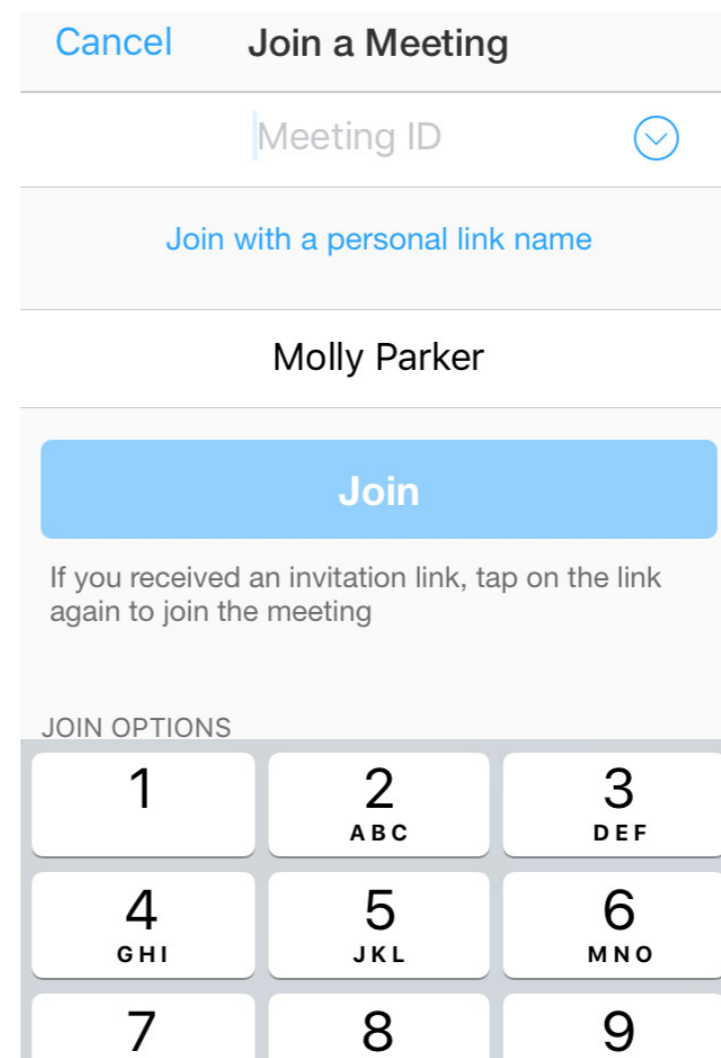 Cancel Join a Meeting
Meeting ID
Join with a personal link name
Molly Parker
Join
If you received an invitation link, tap on the link
again to join the meeting
JOIN OPTIONS
1 2 3
ABC DEF
4 5 6
GHI JKL MNO
7 8 9